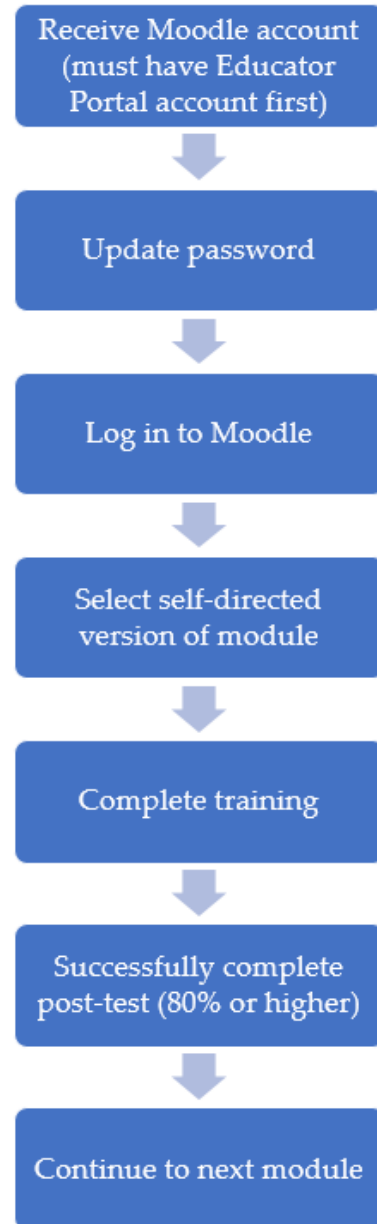 Receive Moodle account
(must have Educator
Portal account first)
Update password
Log in to Moodle
Select self-directed
version of module
Complete training
Successfully complete
post-test (80% or higher)
Continue to next module